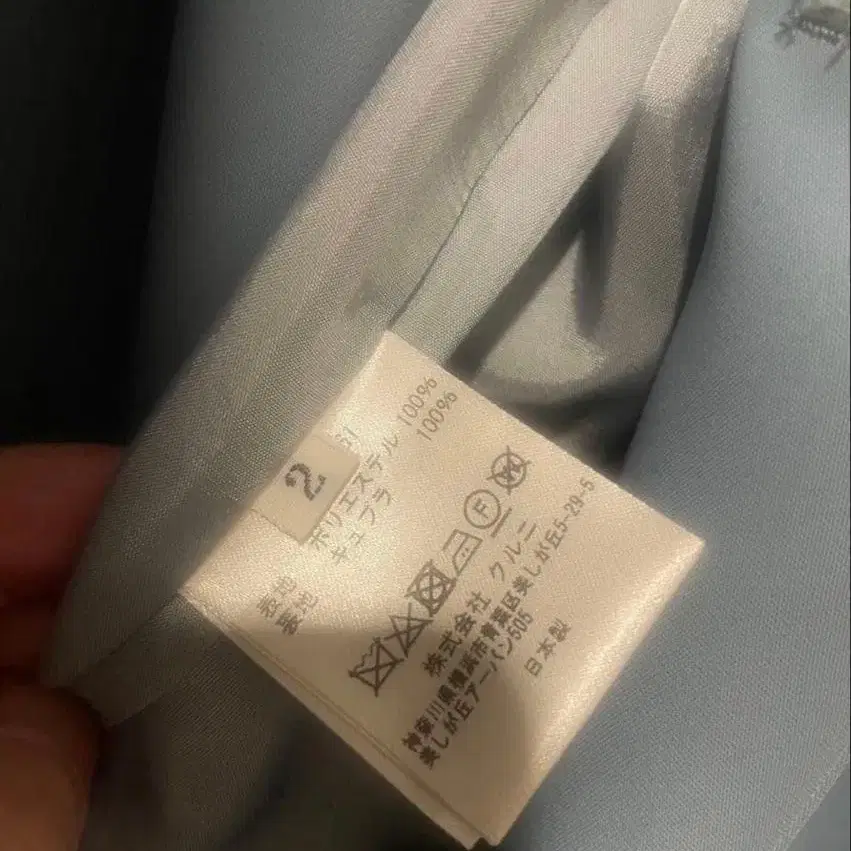 2
表地 ポリエステル 100%
裏地 キュプラ 100%
F
株式会社 クルニ
神奈川県横浜市青葉区美しが丘5-29-5
美しが丘アーバン505
日本製